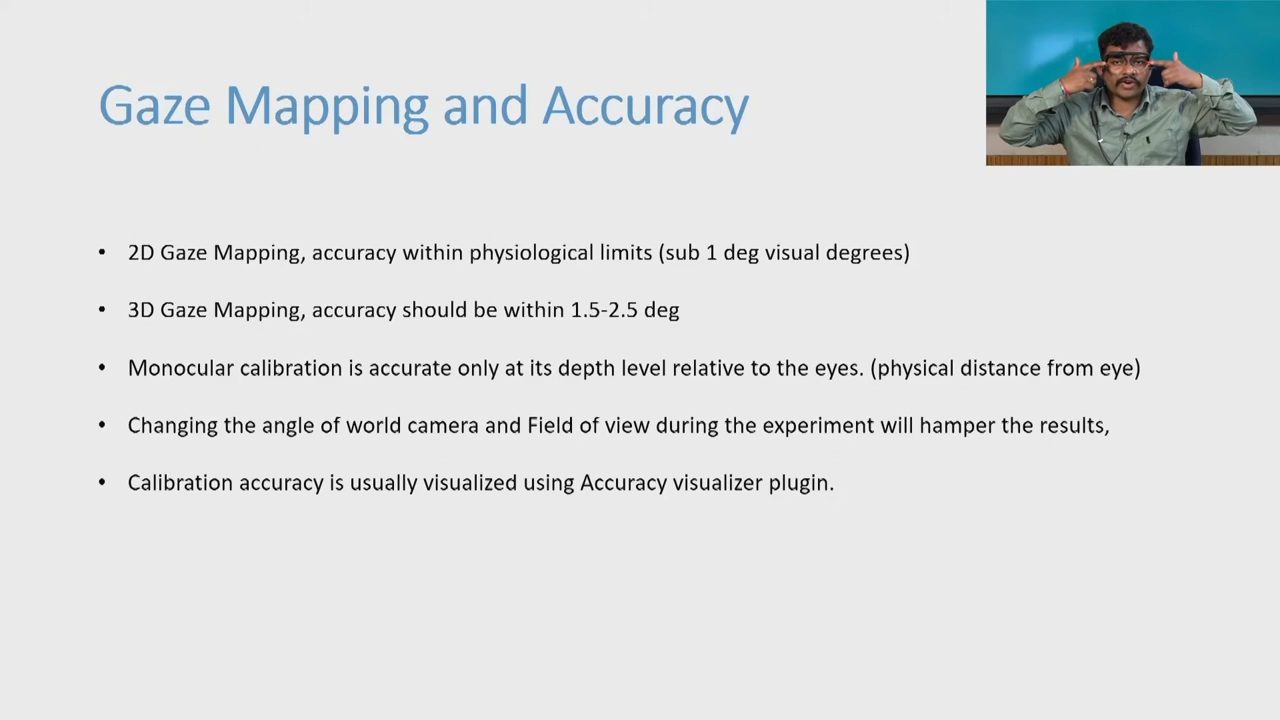 Gaze Mapping and Accuracy
• 2D Gaze Mapping, accuracy within physiological limits (sub 1 deg visual degrees)
• 3D Gaze Mapping, accuracy should be within 1.5-2.5 deg
• Monocular calibration is accurate only at its depth level relative to the eyes. (physical distance from eye)
• Changing the angle of world camera and Field of view during the experiment will hamper the results,
• Calibration accuracy is usually visualized using Accuracy visualizer plugin.